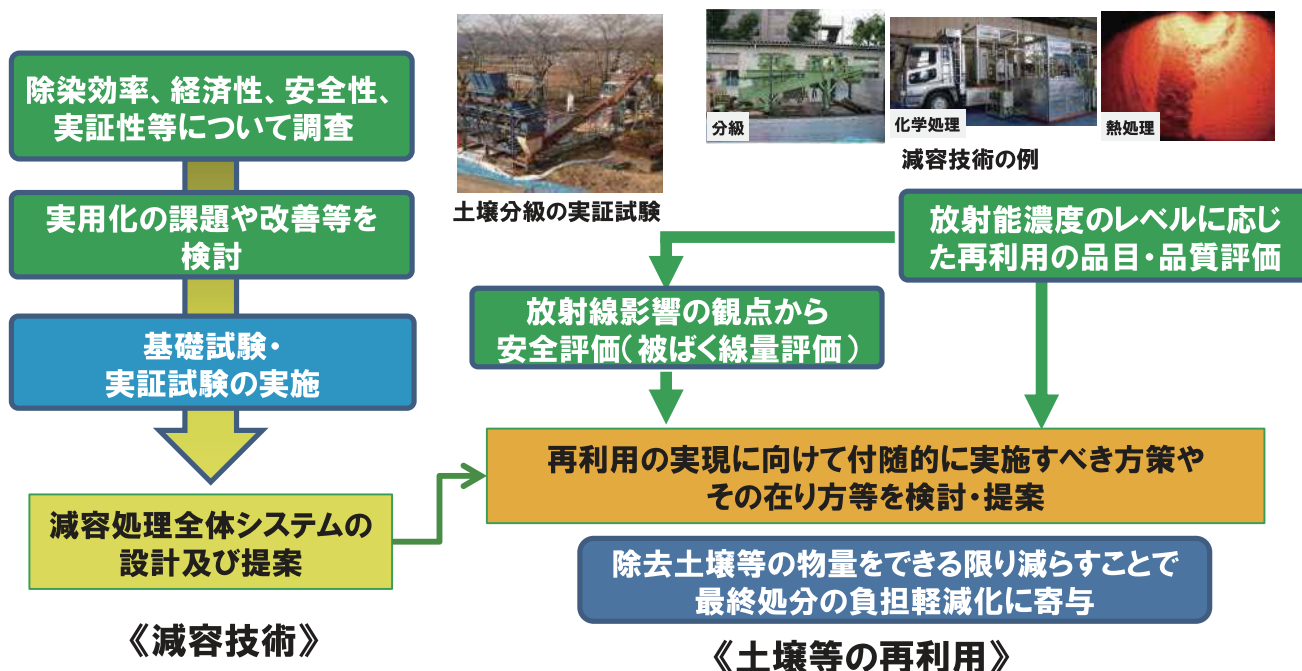 除染効率、経済性、安全性、
実証性等について調査
実用化の課題や改善等を
検討
基礎試験・
実証試験の実施
減容処理全体システムの
設計及び提案
《減容技術》
土壌分級の実証試験
分級
化学処理
熱処理
減容技術の例
放射能濃度のレベルに応じ
た再利用の品目・品質評価
放射線影響の観点から
安全評価(被ばく線量評価)
再利用の実現に向けて付随的に実施すべき方策や
その在り方等を検討・提案
除去土壌等の物量をできる限り減らすことで
最終処分の負担軽減化に寄与
《土壌等の再利用》